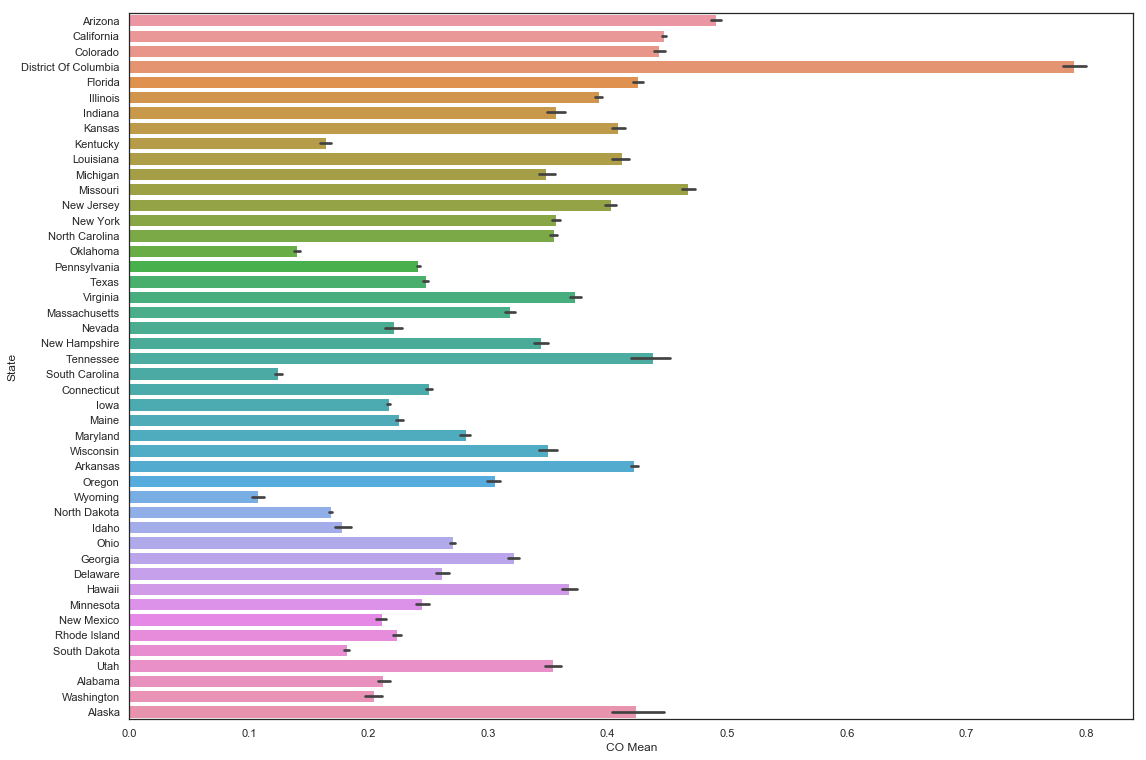 Arizona
California
Colorado
District Of Columbia
Florida
Illinois
Indiana
Kansas
Kentucky
Louisiana
Michigan
Missouri
New Jersey
New York
North Carolina
Oklahoma
Pennsylvania
Texas
Virginia
Massachusetts
Nevada
New Hampshire
Tennessee
South Carolina
Connecticut
Iowa
Maine
Maryland
Wisconsin
Arkansas
Oregon
Wyoming
North Dakota
Idaho
Ohio
Georgia
Delaware
Hawaii
Minnesota
New Mexico
Rhode Island
South Dakota
Utah
Alabama
Washington
Alaska
State
0.0 0.1 0.2 0.3 0.4 0.5 0.6 0.7 0.8
CO Mean